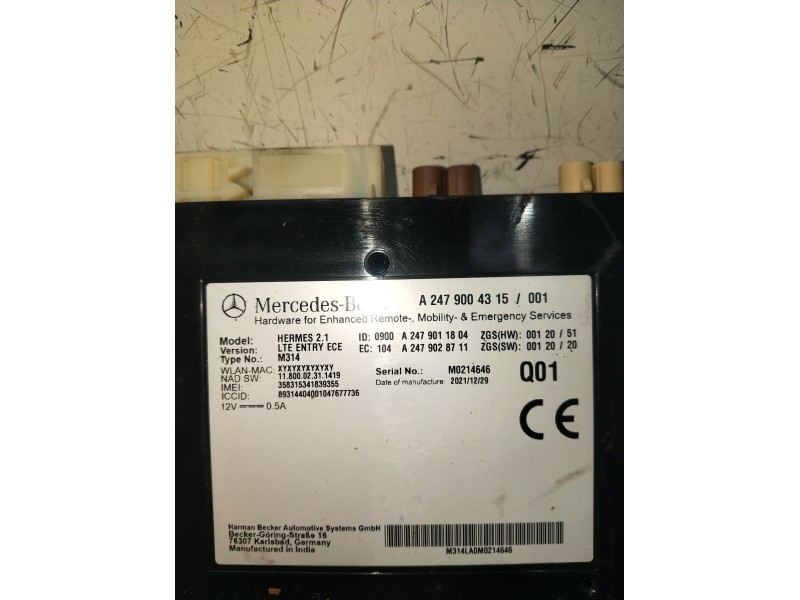 Mercedes-Be A 247 900 43 15 / 001
Hardware for Enhanced Remote-, Mobility- & Emergency Services
Model: HERMES 2.1 ID: 0900 A 247 901 18 04 ZGS(HW): 001 20 / 51
Version: LTE ENTRY ECE EC: 104 A 247 902 87 11 ZGS(SW): 001 20 / 20
Type No.: M314
WLAN-MAC: XYXYXYXYXYXY Serial No.: M0214646 Q01
NAD SW: 11.800.02.31.1419 Date of manufacture: 2021/12/29
IMEI: 358315341839355
ICCID: 89314404001047677736
12V 0.5A
CE
Harman Becker Automotive Systems GmbH
Becker-Göring-Straße 16
76307 Karlsbad, Germany
Manufactured in India
M314LA0M0214646